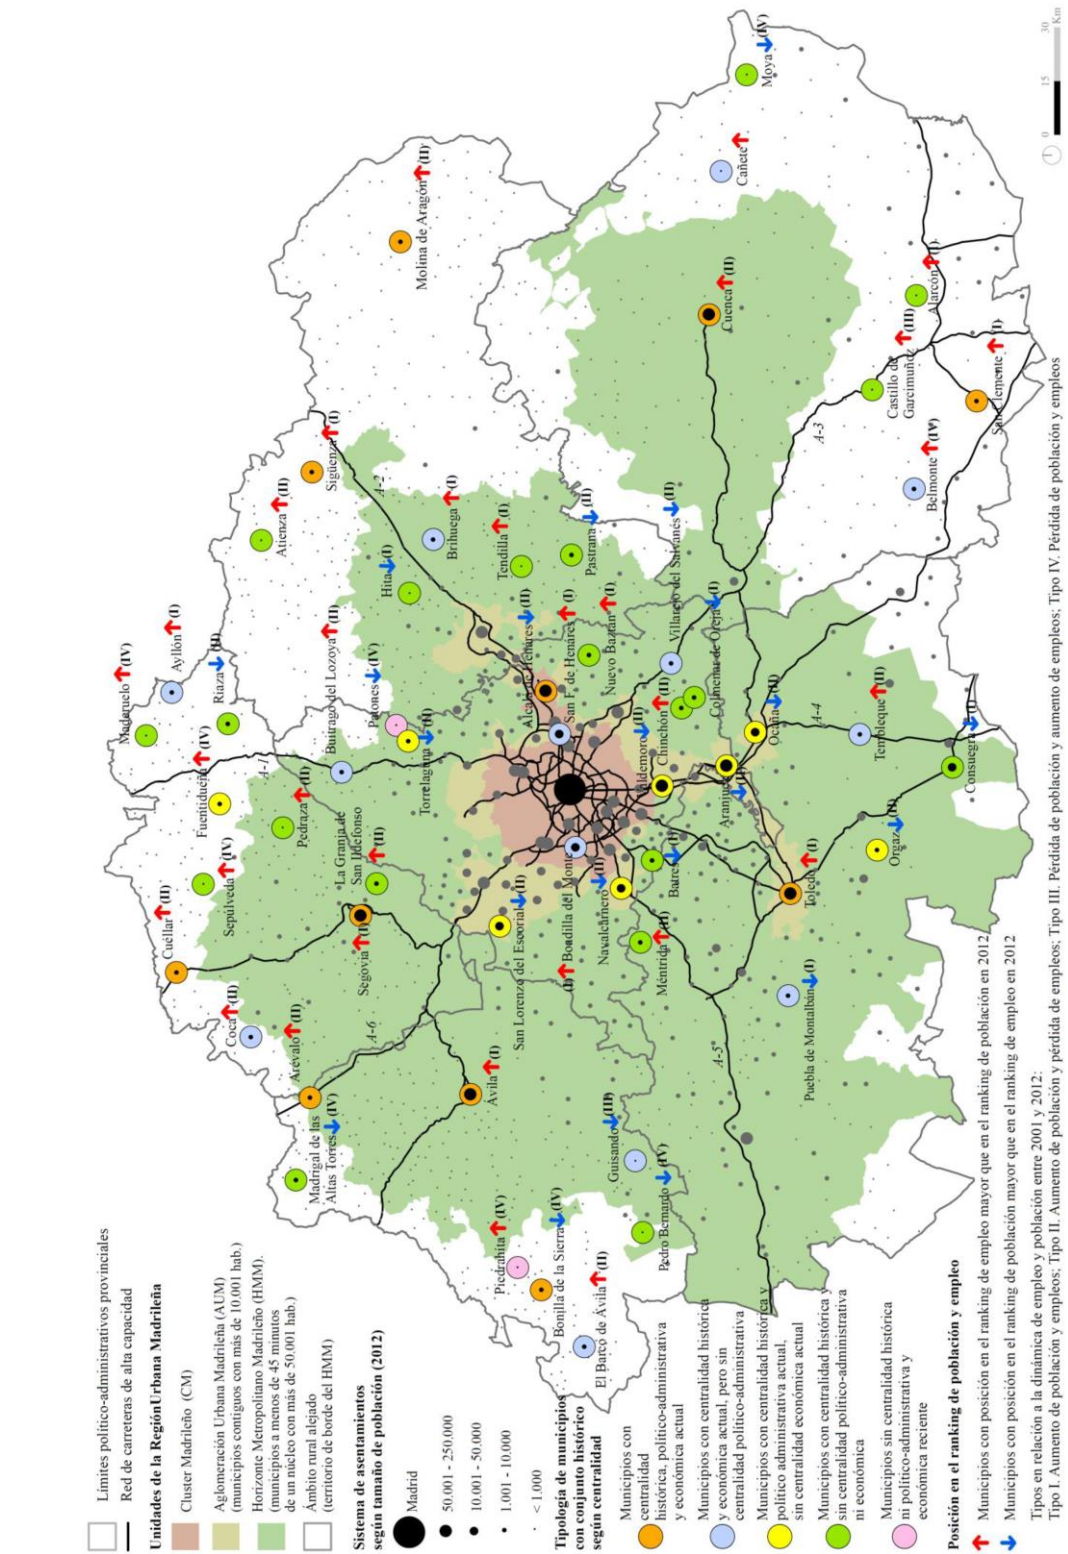 Límites político-administrativos provinciales
Red de carreteras de alta capacidad
Unidades de la RegiónUrbana Madrileña
Cluster Madrileño (CM)
Aglomeración Urbana Madrileña (AUM)
(municipios contiguos con más de 10.001 hab.)
Horizonte Metropolitano Madrileño (HMM).
(Municipios a menos de 45 minutos
de un núcleo con más de 50.001 hab.)
Ámbito rural alejado
(territorio de borde del HMM)
Sistema de asentamientos
según tamaño de población (2012)
Madrid
50.001 - 250.000
10.001 - 50.000
1.001 - 10.000
< 1.000
Tipología de municipios
con conjunto histórico
según centralidad
Municipios con
centralidad
histórica, político-administrativa
y económica actual
Municipios con centralidad histórica
y económica actual, pero sin
centralidad político-administrativa
Municipios con centralidad histórica y
político administrativa actual,
sin centralidad económica actual
Municipios con centralidad histórica y
sin centralidad político-administrativa
ni económica
Municipios sin centralidad histórica
ni político-administrativa y
económica reciente
Posición en el ranking de población y empleo
Municipios con posición en el ranking de empleo mayor que en el ranking de población en 2012
Municipios con posición en el ranking de población mayor que en el ranking de empleo en 2012
Tipos en relación a la dinámica de empleo y población entre 2001 y 2012:
Tipo I. Aumento de población y empleos; Tipo II. Aumento de población y pérdida de empleos; Tipo III. Pérdida de población y aumento de empleos; Tipo IV. Pérdida de población y empleos
Maderuelo (IV)
Ayllón (I)
Riaza (II)
Fuentidueña (IV)
A-1
Cuéllar (II)
Sepúlveda (IV)
Pedraza (II)
Buitrago del Lozoya (II)
Coca (II)
La Granja de
San Ildefonso (II)
Segovia (I)
Arévalo (II)
A-6
Madrigal de las
Altas Torres (IV)
Ávila (I)
Atienza (II)
Sigüenza (I)
A-2
Molina de Aragón (II)
Hita (I)
Brihuega (I)
Tendilla (I)
Pastrana (II)
Patones (IV)
Torrelaguna (II)
Alcalá de Henares (II)
San F. de Henares (I)
Nuevo Baztán (I)
Villarejo del Salvanés (II)
Colmenar de Oreja (I)
Chinchón (II)
Valdemoro (II)
Aranjuez (II)
Ocaña (II)
San Lorenzo del Escorial (II)
(I) Boadilla del Monte
Navalcarnero (II)
Batres (I)
Méntrida (II)
Toledo (I)
Puebla de Montalbán (I)
A-5
Orgaz (II)
Tembleque (II)
A-4
Consuegra (I)
Guisando (III)
Pedro Bernardo (IV)
Piedrahita (IV)
Bonilla de la Sierra (IV)
El Barco de Ávila (II)
Cuenca (II)
A-3
Cañete
Moya (IV)
Alarcón (I)
Castillo de
Garcimuñoz (III)
San Clemente (I)
Belmonte (IV)
0 15 30 Km